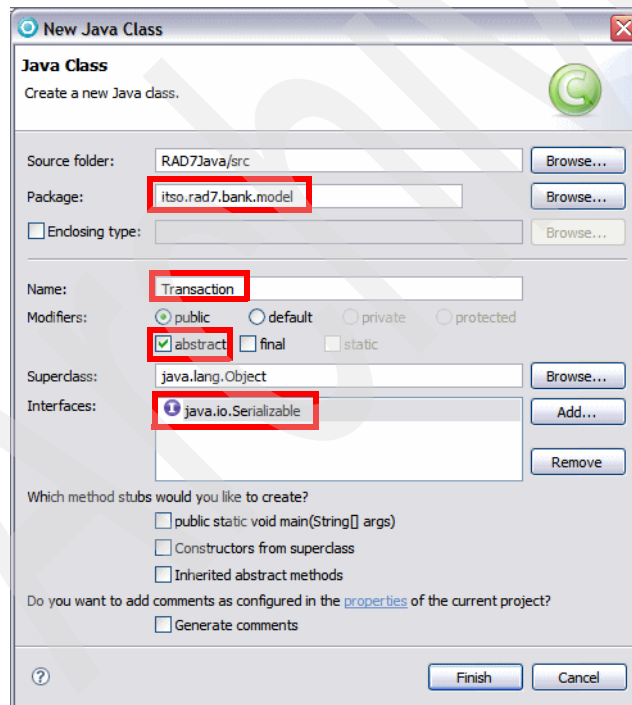 New Java Class
Java Class
Create a new Java class.
Source folder: RAD7Java/src Browse...
Package: itso.rad7.bank.model Browse...
Enclosing type: Browse...
Name: Transaction
Modifiers: public default private protected
abstract final static
Superclass: java.lang.Object Browse...
Interfaces: java.io.Serializable Add...
Remove
Which method stubs would you like to create?
public static void main(String[] args)
Constructors from superclass
Inherited abstract methods
Do you want to add comments as configured in the properties of the current project?
Generate comments
? Finish Cancel